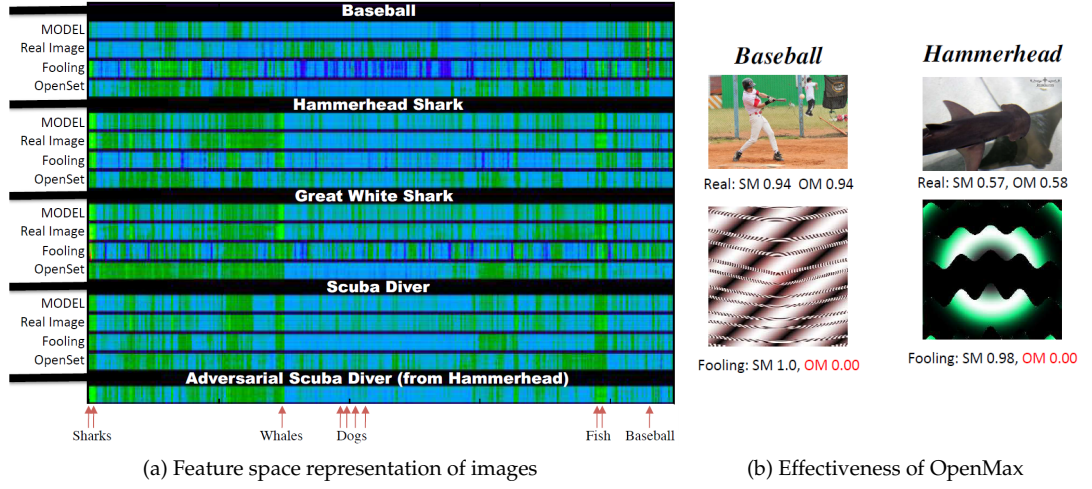 Baseball
MODEL
Real Image
Fooling
OpenSet
Hammerhead Shark
MODEL
Real Image
Fooling
OpenSet
Great White Shark
MODEL
Real Image
Fooling
OpenSet
Scuba Diver
MODEL
Real Image
Fooling
OpenSet
Adversarial Scuba Diver (from Hammerhead)
Sharks Whales Dogs Fish Baseball
(a) Feature space representation of images
Baseball
Real: SM 0.94 OM 0.94
Fooling: SM 1.0, OM 0.00
Hammerhead
Real: SM 0.57, OM 0.58
Fooling: SM 0.98, OM 0.00
(b) Effectiveness of OpenMax